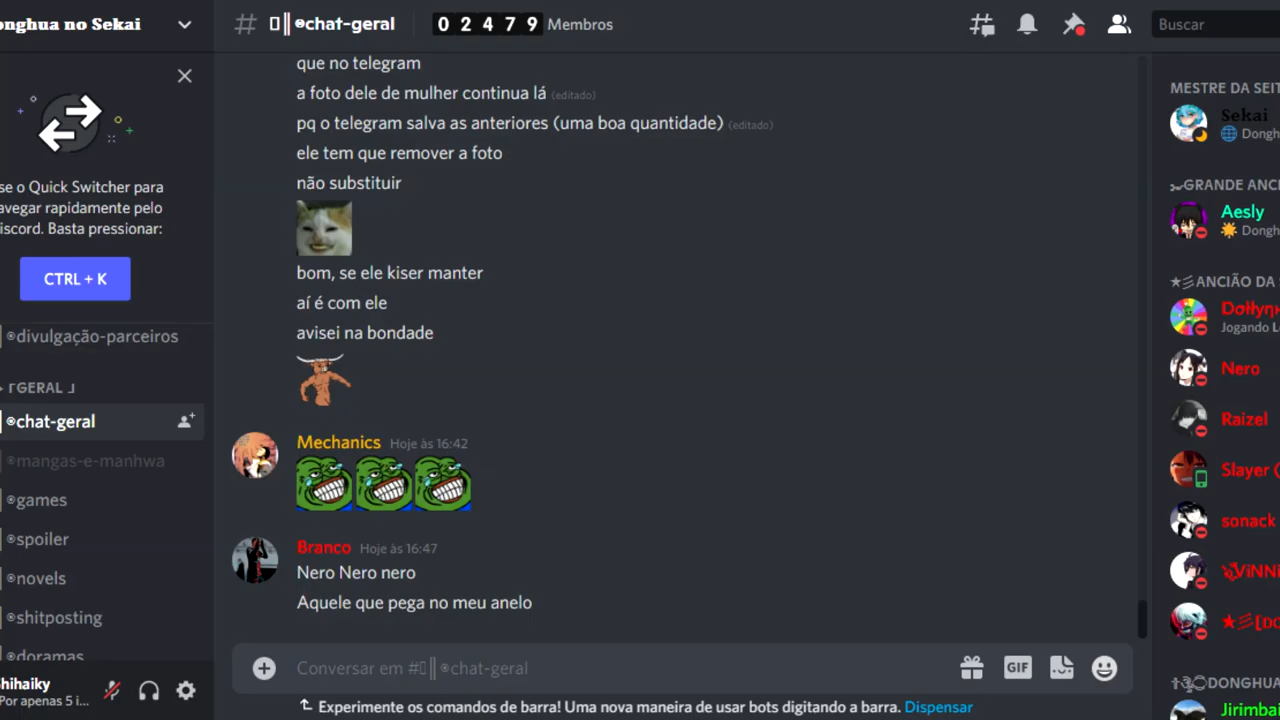 onghua no Sekai
chat-geral
02479 Membros
Buscar
se o Quick Switcher para
avegar rapidamente pelo
iscord. Basta pressionar:
CTRL + K
divulgação-parceiros
GERAL
chat-geral
mangas-e-manhwa
games
spoiler
novels
shitposting
doramas
Shihaiky
Por apenas 5 i...
que no telegram
a foto dele de mulher continua lá (editado)
pq o telegram salva as anteriores (uma boa quantidade) (editado)
ele tem que remover a foto
não substituir
bom, se ele kiser manter
aí é com ele
avisei na bondade
Mechanics Hoje às 16:42
Branco Hoje às 16:47
Nero Nero nero
Aquele que pega no meu anelo
Conversar em # chat-geral
Experimente os comandos de barra! Uma nova maneira de usar bots digitando a barra. Dispensar
MESTRE DA SEIT
Sekai
Dongh
GRANDE ANCI
Aesly
Dongh
ANCIÃO DA
Jogando L
Nero
Raizel
Slayer (
sonack
ViNNi
DONGHUA
Jirimbai